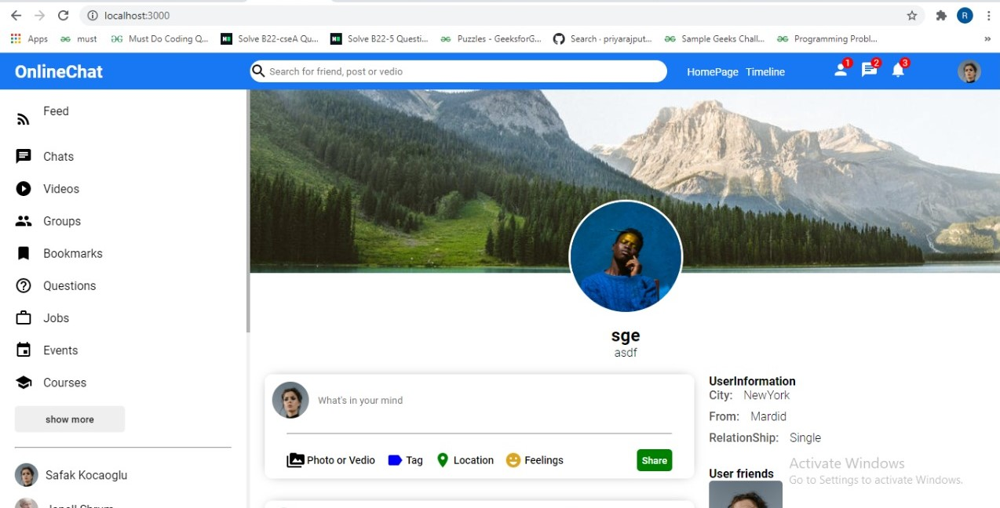 localhost:3000
R
Apps must Must Do Coding Q... Solve B22-cseA Qu... Solve B22-5 Questi... Puzzles - GeeksforG... Search · priyarajput... Sample Geeks Chall... Programming Probl... »
OnlineChat Search for friend, post or vedio HomePage Timeline 1 2 3
Feed
Chats
Videos
Groups
Bookmarks
Questions
Jobs
Events
Courses
show more
Safak Kocaoglu
sge
asdf
What's in your mind
Photo or Vedio Tag Location Feelings Share
UserInformation
City: NewYork
From: Mardid
RelationShip: Single
User friends
Activate Windows
Go to Settings to activate Windows.